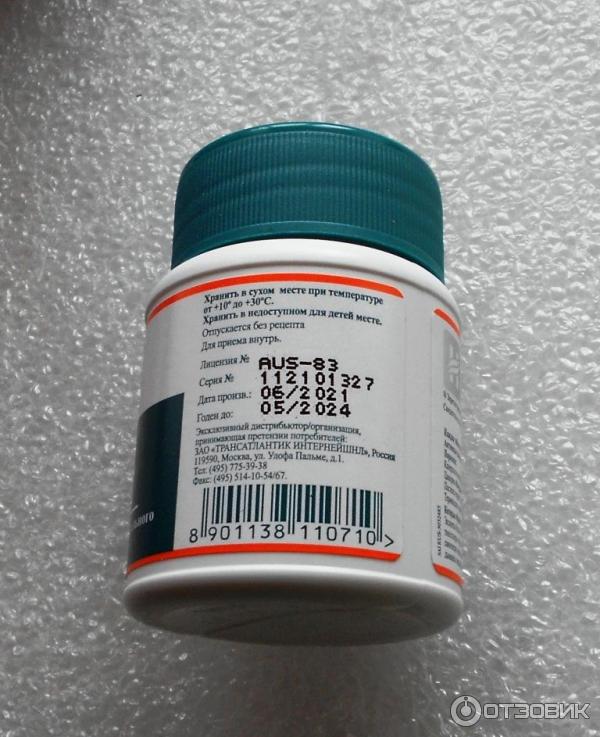 Хранить в сухом месте при температуре
от +10° до +30°С.
Хранить в недоступном для детей месте.
Отпускается без рецепта
Для приема внутрь.
Лицензия № AUS-83
Серия № 112101327
Дата произв.: 06/2021
Годен до: 05/2024
Эксклюзивный дистрибьютор/организация,
принимающая претензии потребителей:
ЗАО «ТРАНСАТЛАНТИК ИНТЕРНЕЙШНЛ», Россия
119590, Москва, ул. Улофа Пальме, д.1.
Тел: (495) 775-39-38
Факс: (495) 514-10-54/67.
8 901138 110710 >
ОТЗОВИК